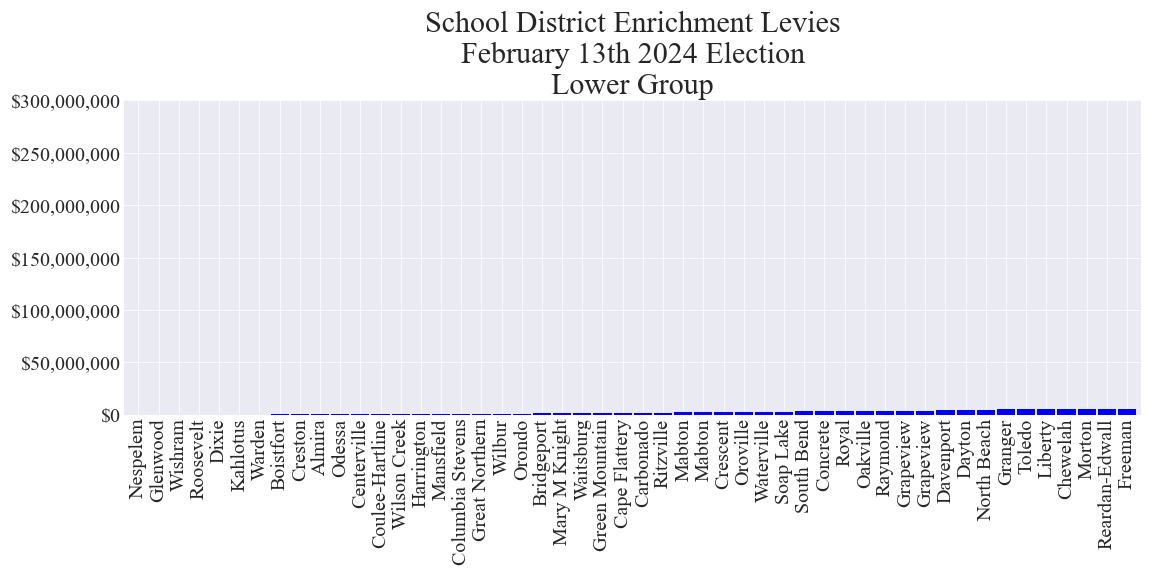 School District Enrichment Levies
February 13th 2024 Election
Lower Group
$300,000,000
$250,000,000
$200,000,000
$150,000,000
$100,000,000
$50,000,000
$0
Nespelem
Glenwood
Wishram
Roosevelt
Dixie
Kahlotus
Warden
Boistfort
Creston
Almira
Odessa
Centerville
Coulee-Hartline
Wilson Creek
Harrington
Mansfield
Columbia Stevens
Great Northern
Wilbur
Orondo
Bridgeport
Mary M Knight
Waitsburg
Green Mountain
Cape Flattery
Carbonado
Ritzville
Mabton
Mabton
Crescent
Oroville
Waterville
Soap Lake
South Bend
Concrete
Royal
Oakville
Raymond
Grapeview
Grapeview
Davenport
Dayton
North Beach
Granger
Toledo
Liberty
Chewelah
Morton
Reardan-Edwall
Freeman